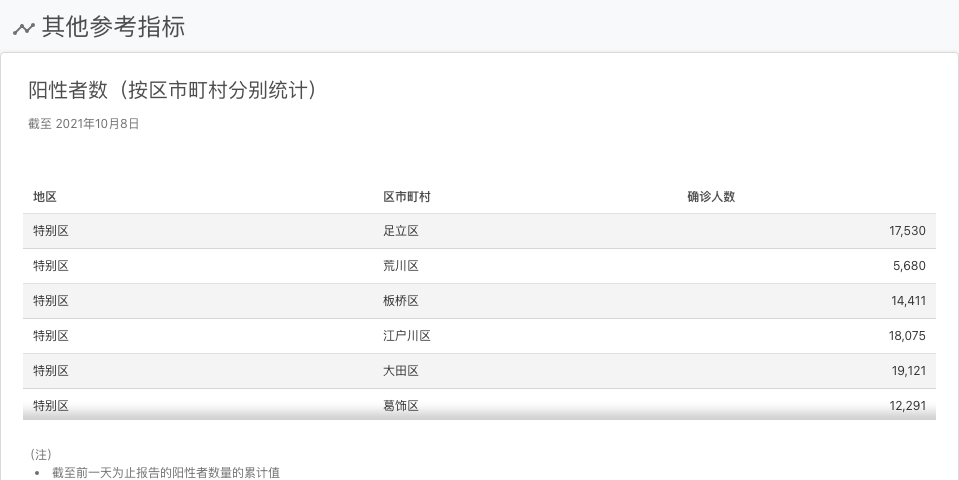 其他参考指标
阳性者数（按区市町村分别统计）
截至 2021年10月8日
地区 区市町村 确诊人数
特别区 足立区 17,530
特别区 荒川区 5,680
特别区 板桥区 14,411
特别区 江户川区 18,075
特别区 大田区 19,121
特别区 葛饰区 12,291
（注）
• 截至前一天为止报告的阳性者数量的累计值